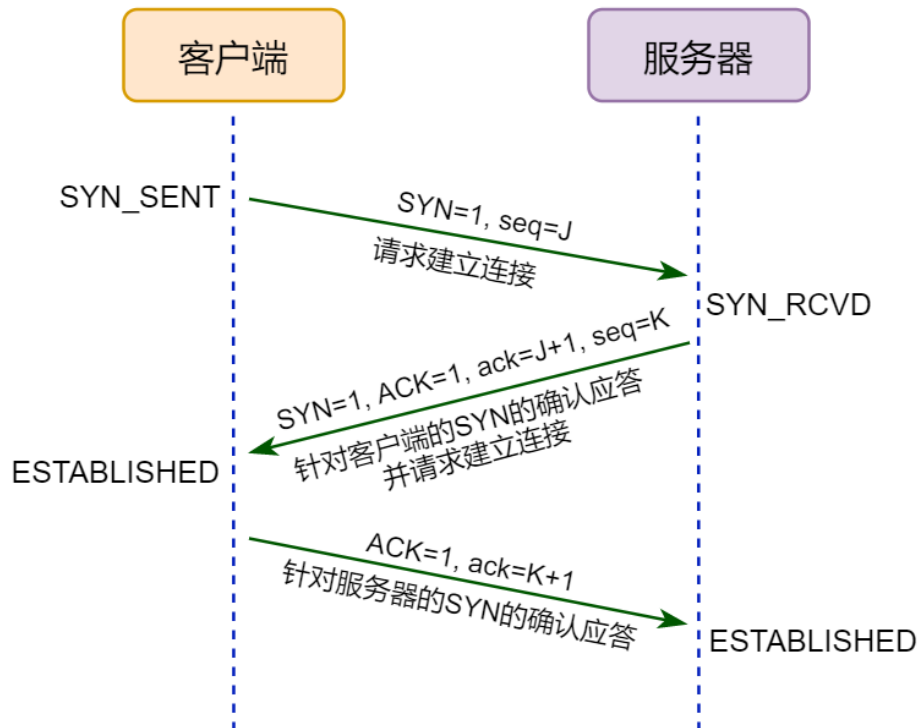 客户端
服务器
SYN_SENT
SYN=1, seq=J
请求建立连接
SYN_RCVD
SYN=1, ACK=1, ack=J+1, seq=K
针对客户端的SYN的确认应答
并请求建立连接
ESTABLISHED
ACK=1, ack=K+1
针对服务器的SYN的确认应答
ESTABLISHED